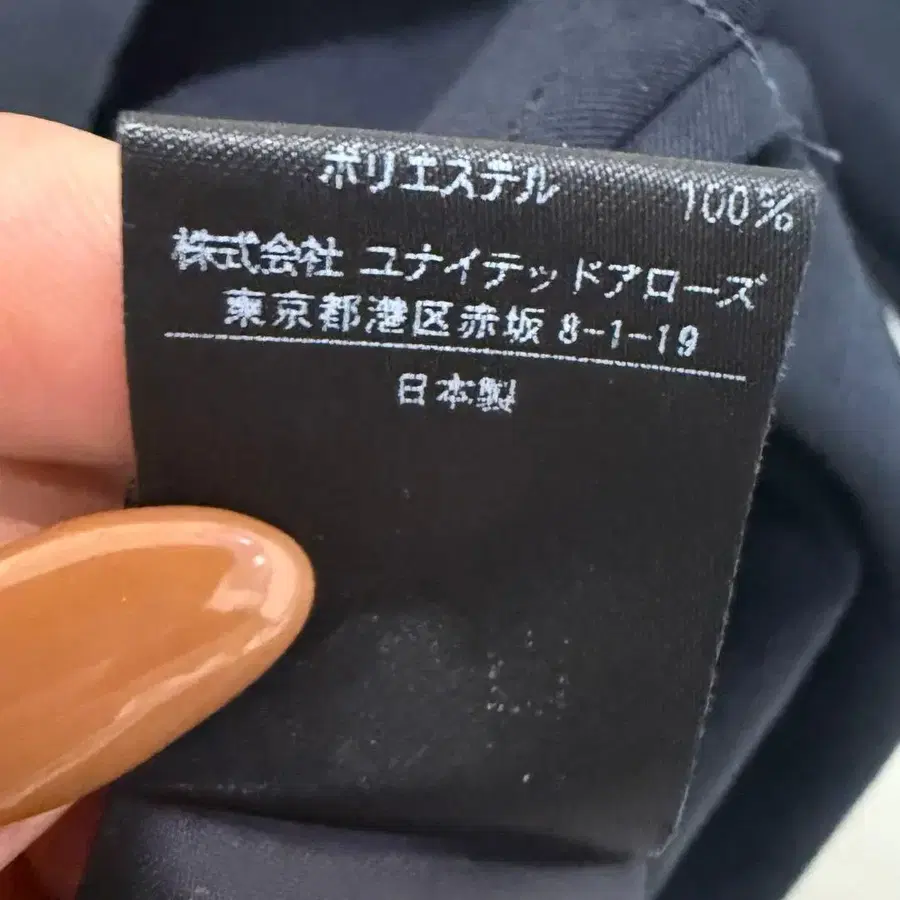 ポリエステル 100%
株式会社 ユナイテッドアローズ
東京都港区赤坂 8-1-19
日本製